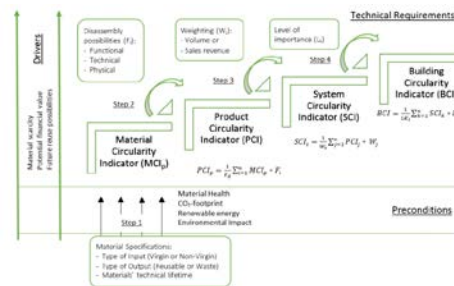 Technical Requirements
Drivers
Material scarcity
Potential financial value
Future reuse possibilities
Disassembly
possibilities (Fᵢ):
- Functional
- Technical
- Physical
Weighting (Wⱼ):
- Volume or
- Sales revenue
Level of
importance (Lₖ)
Step 2
Step 3
Step 4
Material
Circularity
Indicator (MCIₚ)
Product
Circularity
Indicator (PCI)
System
Circularity
Indicator (SCI)
Building
Circularity
Indicator (BCI
Material Health
CO₂-footprint
Renewable energy
Environmental Impact
Step 1
Preconditions
Material Specifications:
- Type of Input (Virgin or Non-Virgin)
- Type of Output (Reusable or Waste)
- Materials' technical lifetime